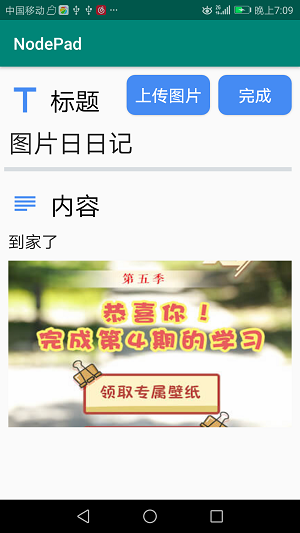 中国移动 晚上7:09
NodePad
标题 上传图片 完成
图片日日记
内容
到家了
第五季
恭喜你！
完成第4期的学习
领取专属壁纸